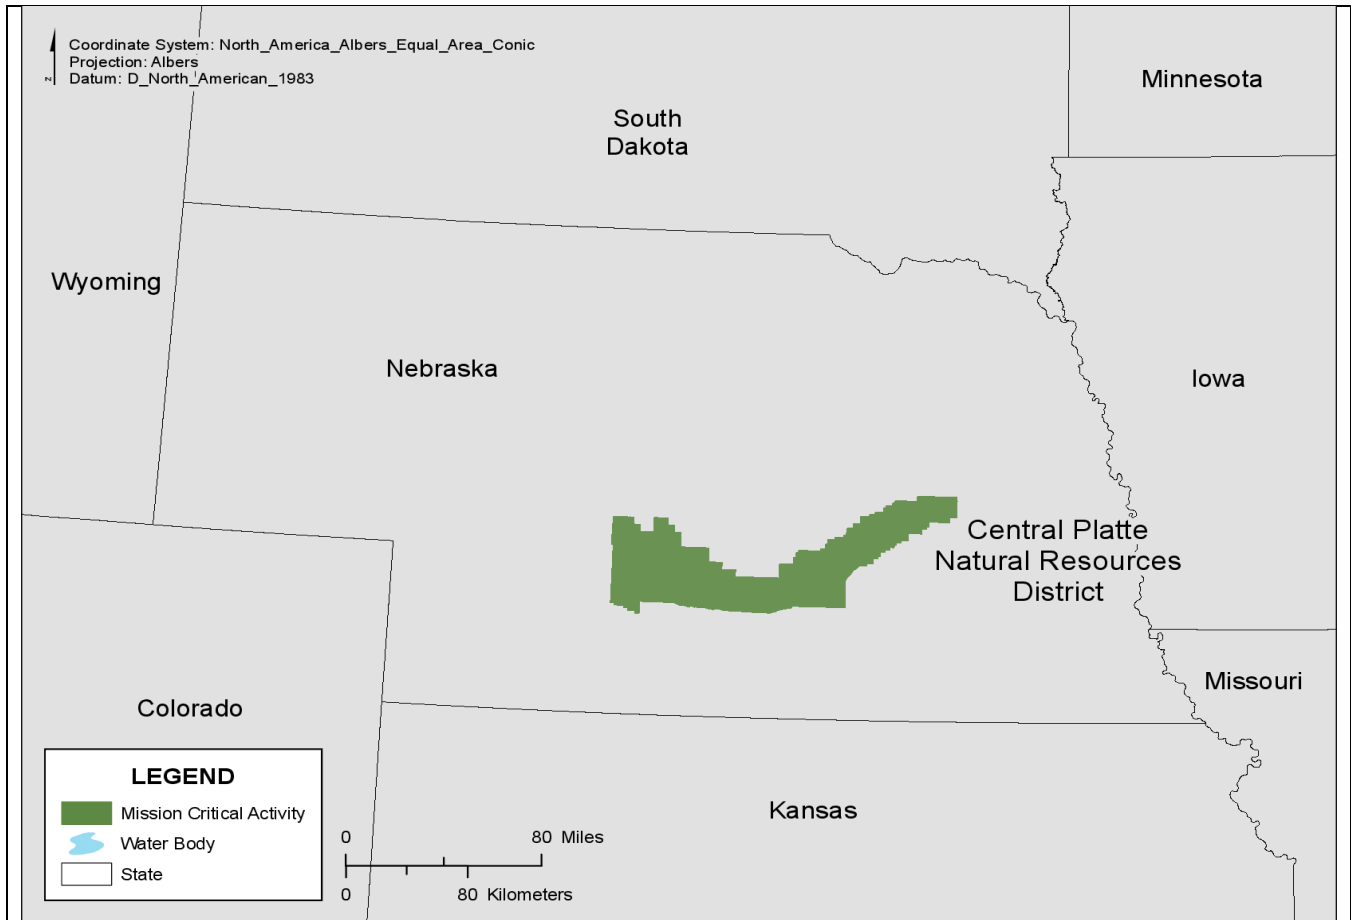 Coordinate System: North_America_Albers_Equal_Area_Conic
Projection: Albers
Datum: D_North_American_1983
N
Minnesota
South
Dakota
Wyoming
Nebraska
Iowa
Central Platte
Natural Resources
District
Missouri
Colorado
Kansas
LEGEND
Mission Critical Activity
Water Body
State
0 80 Miles
0 80 Kilometers